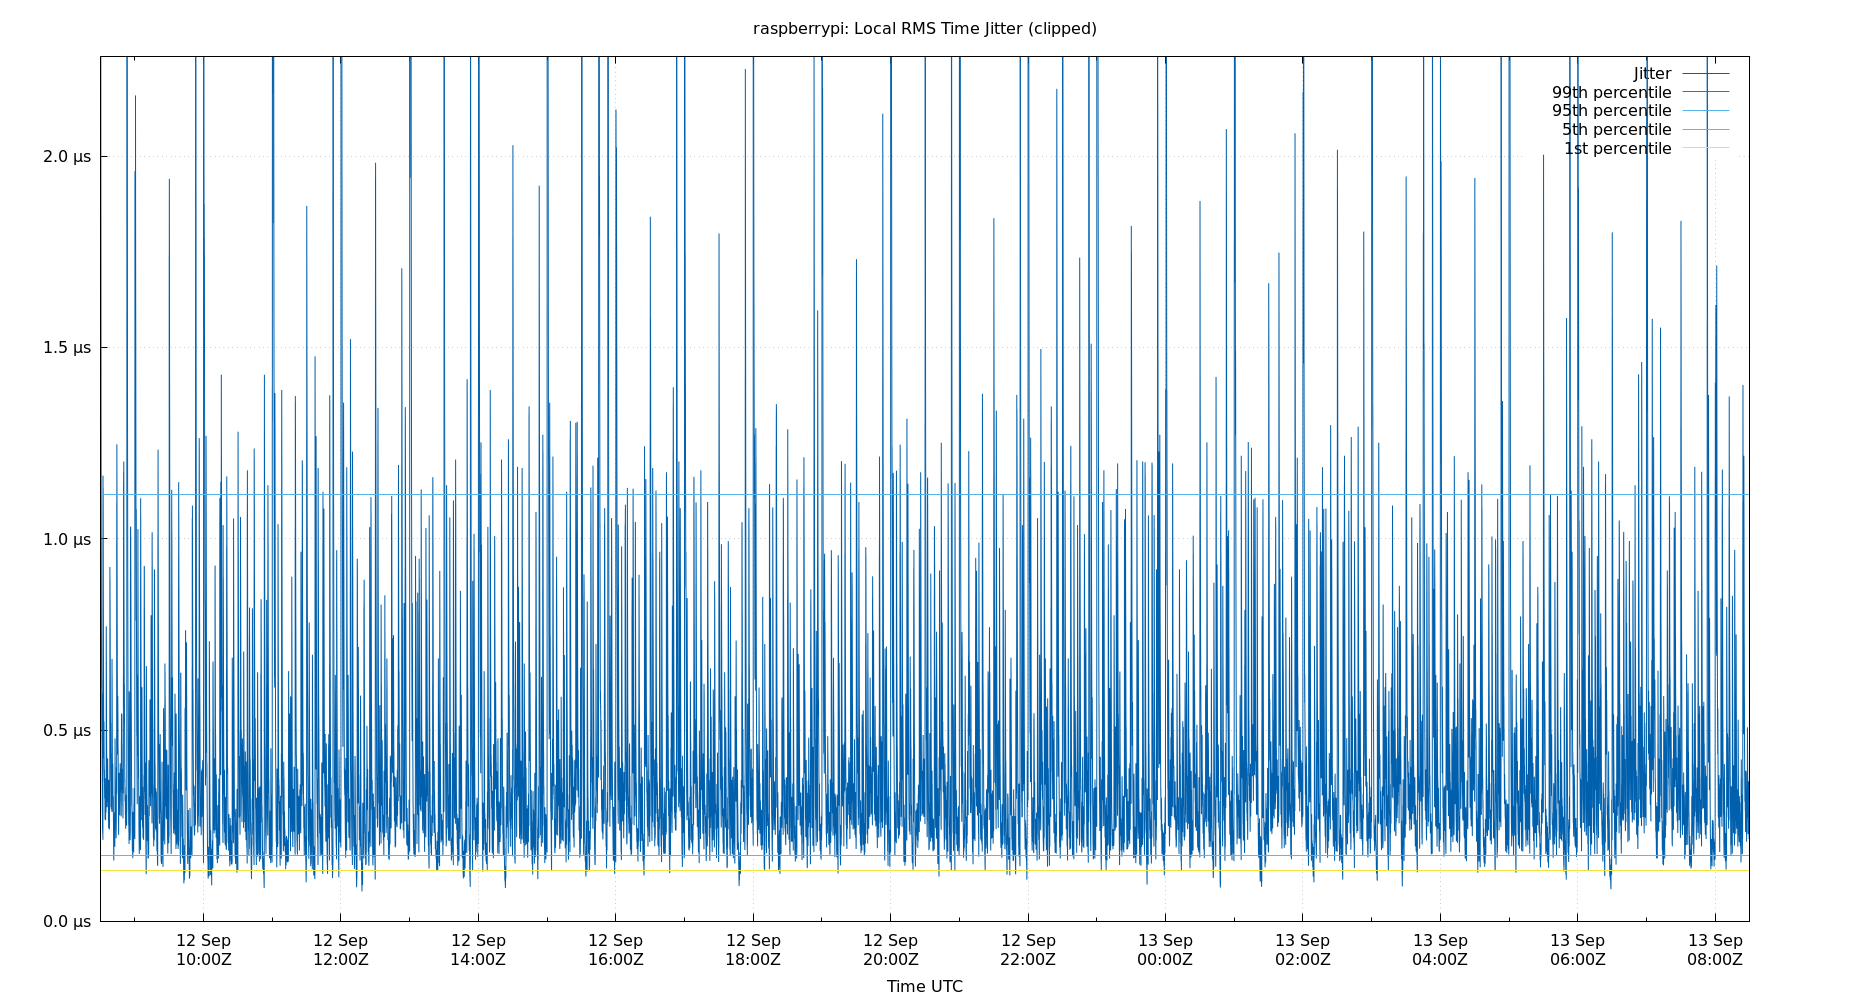 raspberrypi: Local RMS Time Jitter (clipped)
Jitter
99th percentile
95th percentile
5th percentile
1st percentile
2.0 µs
1.5 µs
1.0 µs
0.5 µs
0.0 µs
12 Sep 12 Sep 12 Sep 12 Sep 12 Sep 12 Sep 12 Sep 13 Sep 13 Sep 13 Sep 13 Sep 13 Sep
10:00Z 12:00Z 14:00Z 16:00Z 18:00Z 20:00Z 22:00Z 00:00Z 02:00Z 04:00Z 06:00Z 08:00Z
Time UTC